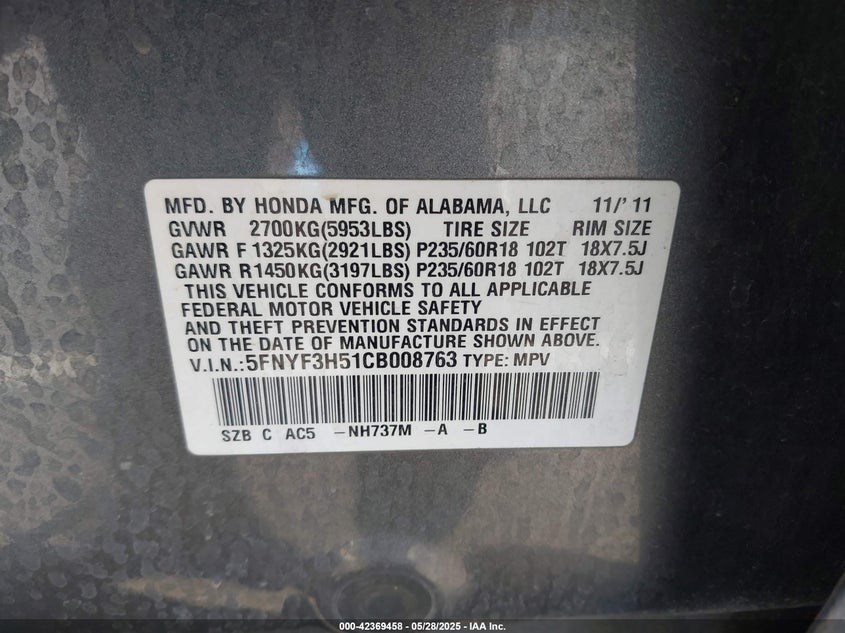 MFD. BY HONDA MFG. OF ALABAMA, LLC 11/'11
GVWR 2700KG(5953LBS) TIRE SIZE RIM SIZE
GAWR F 1325KG(2921LBS) P235/60R18 102T 18X7.5J
GAWR R1450KG(3197LBS) P235/60R18 102T 18X7.5J
THIS VEHICLE CONFORMS TO ALL APPLICABLE
FEDERAL MOTOR VEHICLE SAFETY
AND THEFT PREVENTION STANDARDS IN EFFECT
ON THE DATE OF MANUFACTURE SHOWN ABOVE.
V.I.N.: 5FNYF3H51CB008763 TYPE: MPV
SZB C AC5 -NH737M -A -B
000-42369458 - 05/28/2025 - IAA Inc.